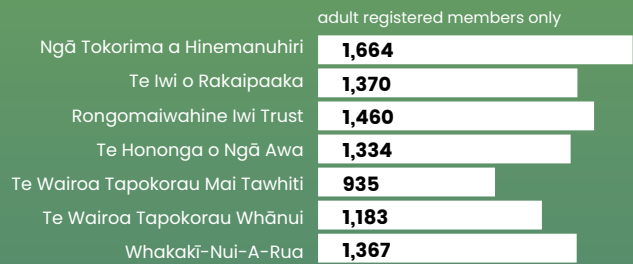 adult registered members only
Ngā Tokorima a Hinemanuhiri 1,664
Te Iwi o Rakaipaaka 1,370
Rongomaiwahine Iwi Trust 1,460
Te Hononga o Ngā Awa 1,334
Te Wairoa Tapokorau Mai Tawhiti 935
Te Wairoa Tapokorau Whānui 1,183
Whakakī-Nui-A-Rua 1,367